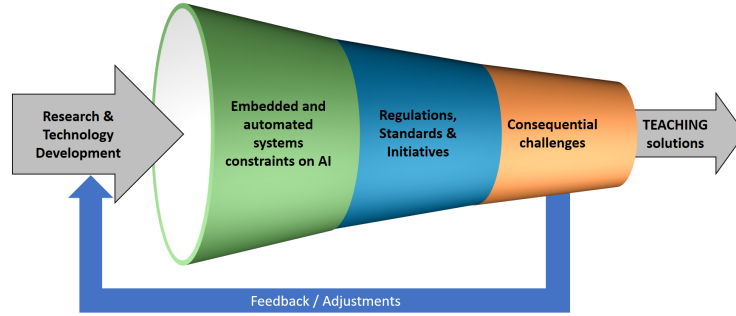 Research &
Technology
Development
Embedded and
automated
systems
constraints on AI
Regulations,
Standards &
Initiatives
Consequential
challenges
TEACHING
solutions
Feedback / Adjustments